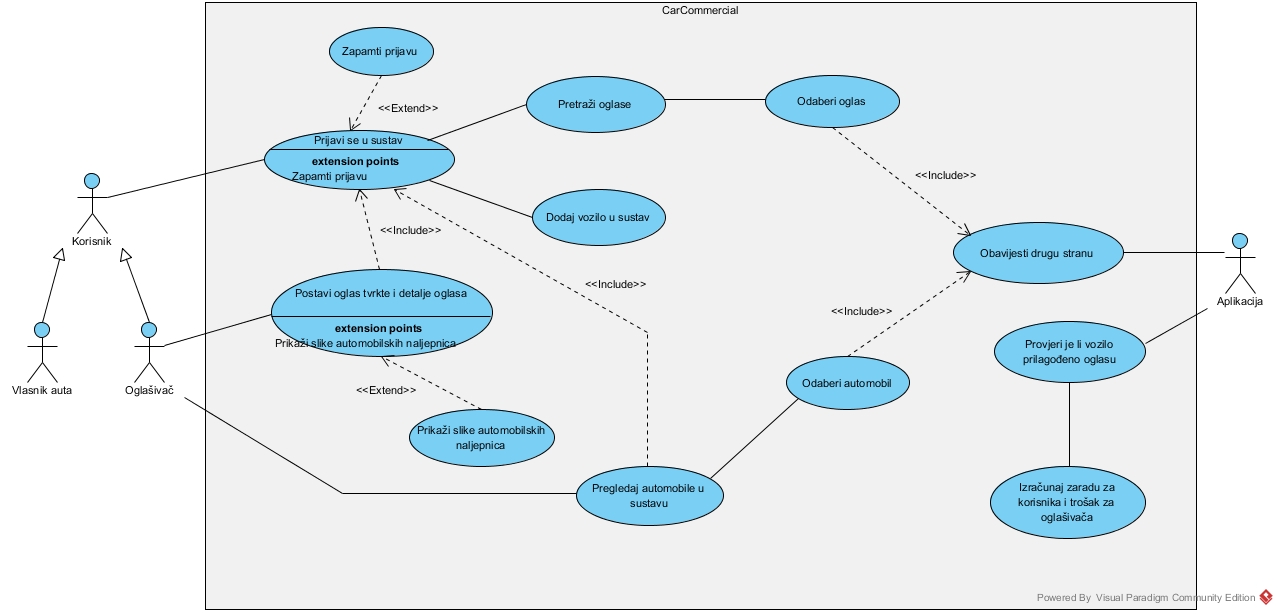 CarCommercial
Zapamti prijavu
<<Extend>>
Pretraži oglase
Odaberi oglas
Prijavi se u sustav
extension points
Zapamti prijavu
<<Include>>
Korisnik
<<Include>>
Dodaj vozilo u sustav
Obavijesti drugu stranu
<<Include>>
Postavi oglas tvrtke i detalje oglasa
extension points
Prikaži slike automobilskih naljepnica
Aplikacija
<<Include>>
Provjeri je li vozilo
prilagođeno oglasu
Vlasnik auta
Oglašivač
<<Extend>>
Odaberi automobil
Prikaži slike automobilskih
naljepnica
Pregledaj automobile u
sustavu
Izračunaj zaradu za
korisnika i trošak za
oglašivača
Powered By Visual Paradigm Community Edition